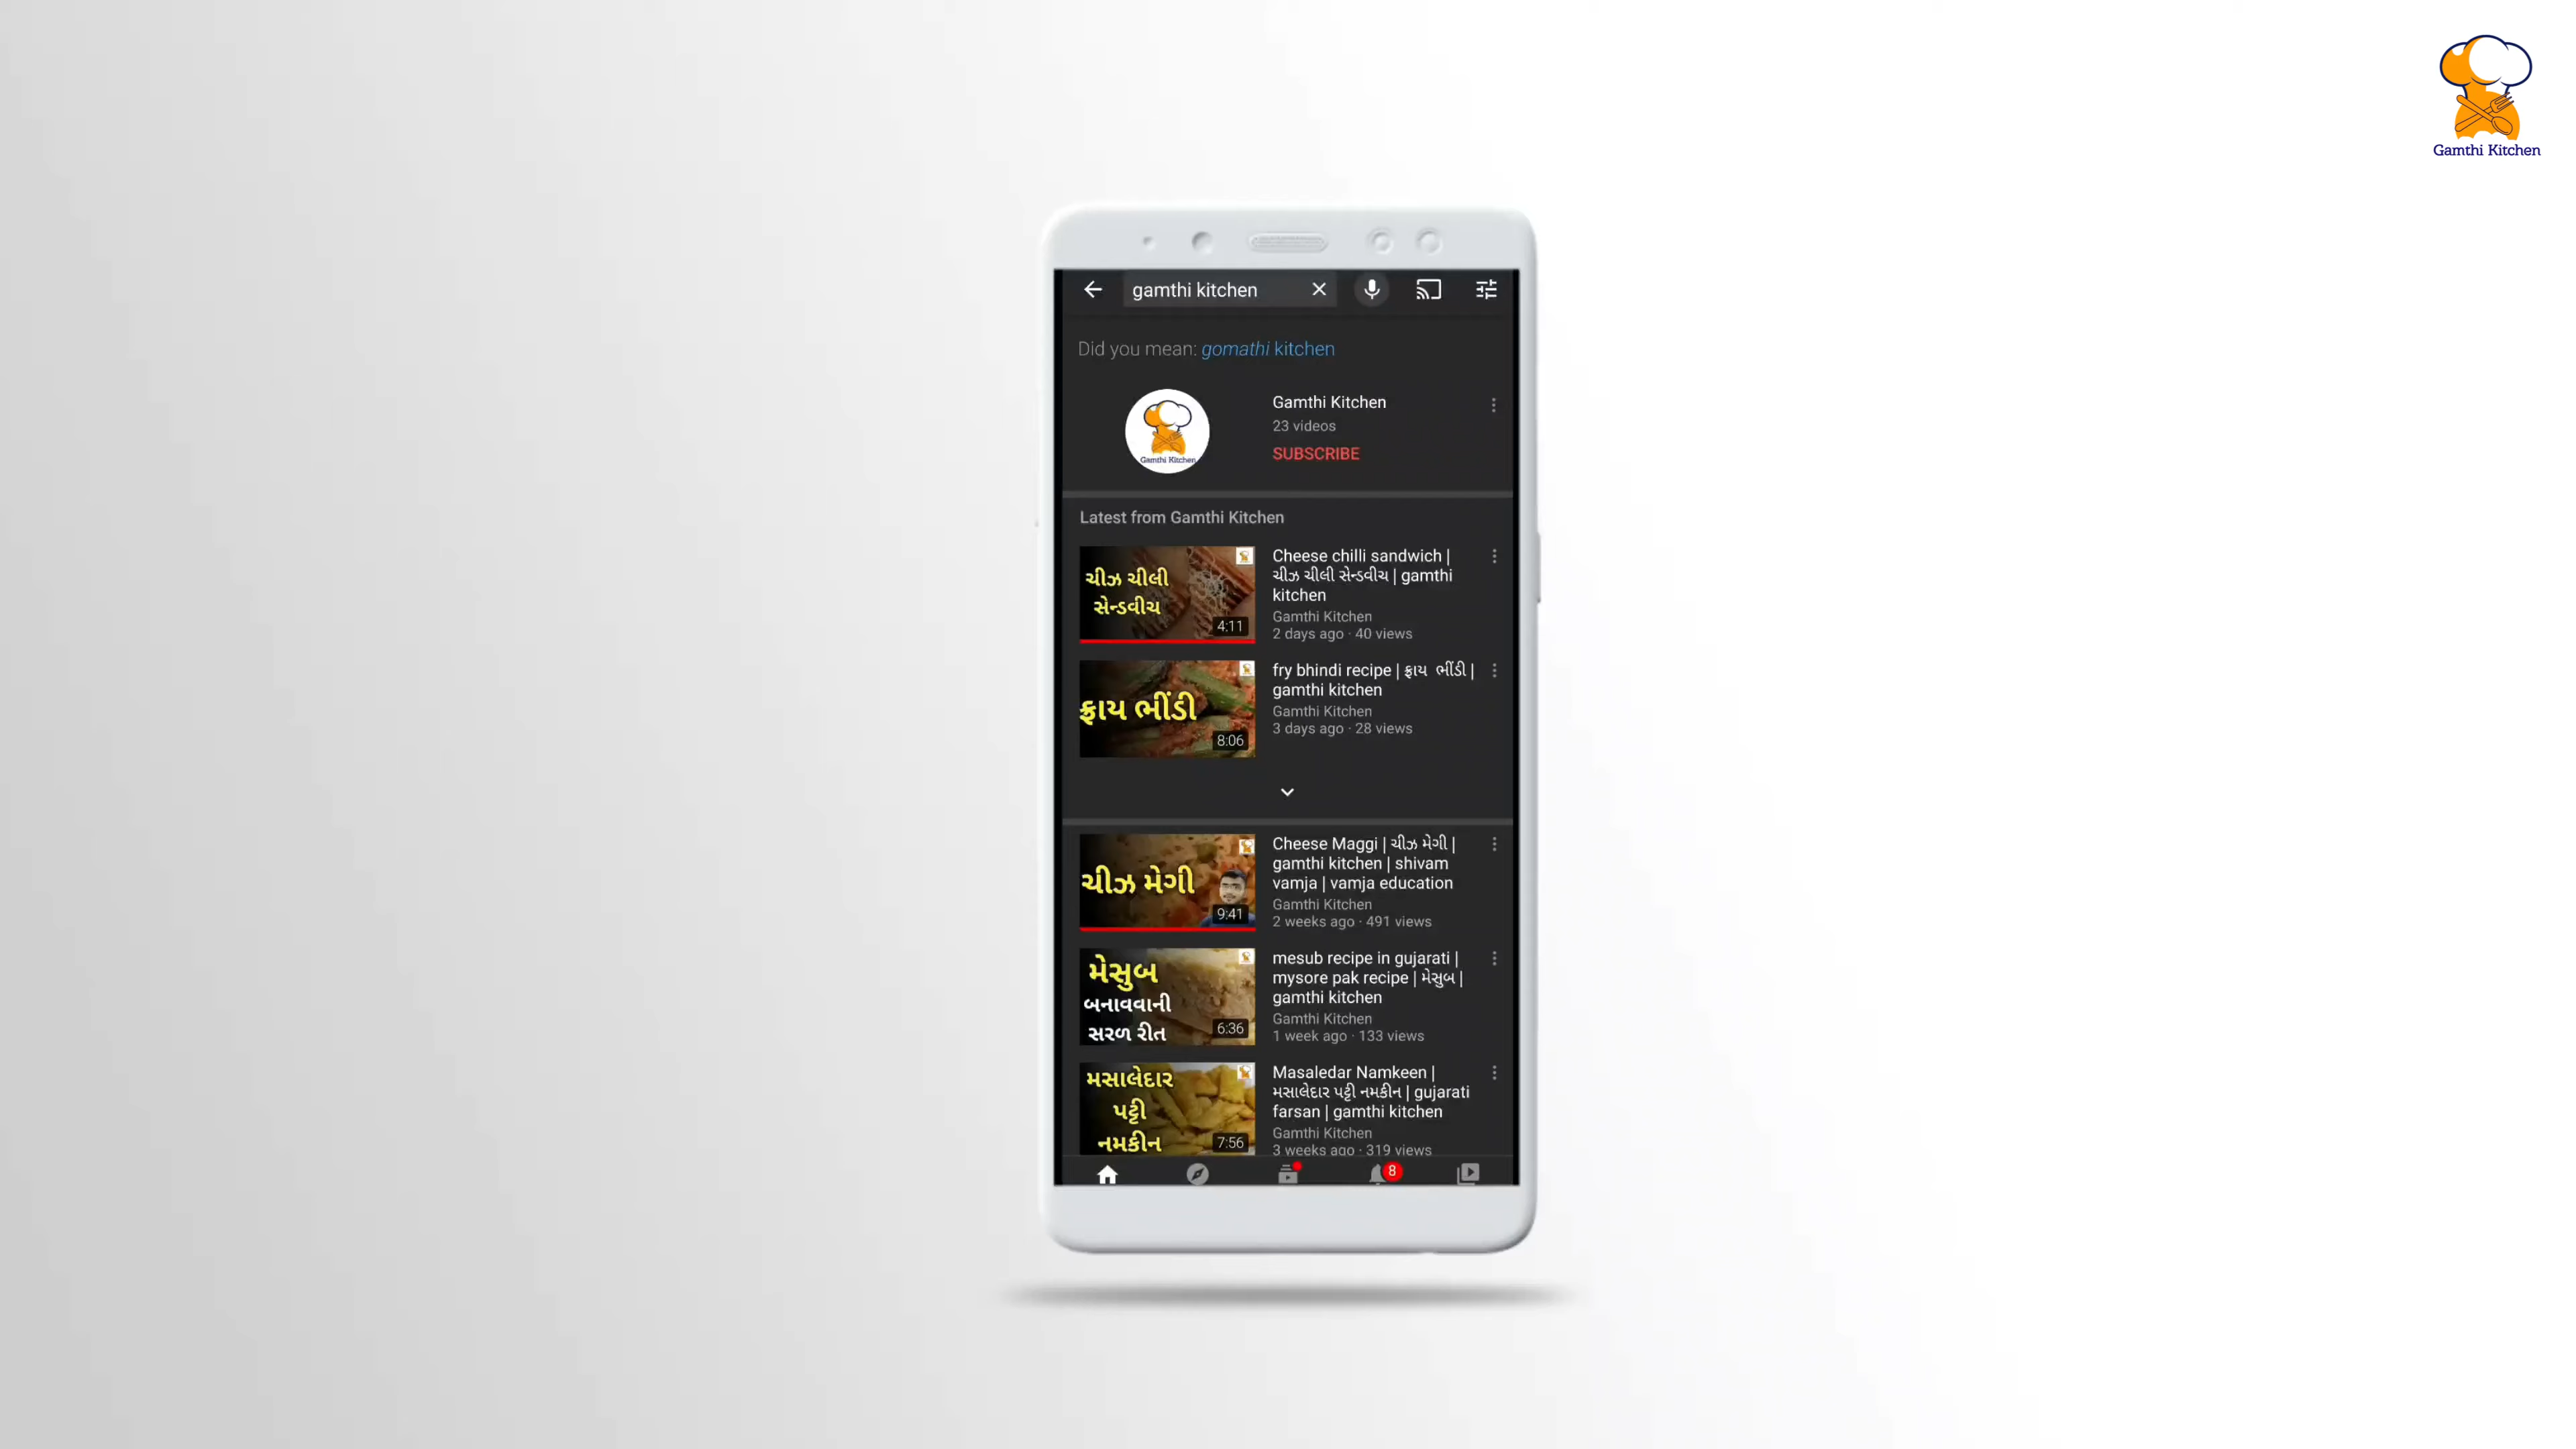 Gamthi Kitchen
gamthi kitchen
Did you mean: gomathi kitchen
Gamthi Kitchen
Gamthi Kitchen
23 videos
SUBSCRIBE
Latest from Gamthi Kitchen
ચીઝ ચીલી
સેન્ડવીચ
4:11
Cheese chilli sandwich |
ચીઝ ચીલી સેન્ડવીચ | gamthi
kitchen
Gamthi Kitchen
2 days ago · 40 views
ફ્રાય ભીંડી
8:06
fry bhindi recipe | ફ્રાય ભીંડી |
gamthi kitchen
Gamthi Kitchen
3 days ago · 28 views
ચીઝ મેગી
9:41
Cheese Maggi | ચીઝ મેગી |
gamthi kitchen | shivam
vamja | vamja education
Gamthi Kitchen
2 weeks ago · 491 views
મેસુબ
બનાવવાની
સરળ રીત
6:36
mesub recipe in gujarati |
mysore pak recipe | મેસુબ |
gamthi kitchen
Gamthi Kitchen
1 week ago · 133 views
મસાલેદાર
પટ્ટી
નમકીન
7:56
Masaledar Namkeen |
મસાલેદાર પટ્ટી નમકીન | gujarati
farsan | gamthi kitchen
Gamthi Kitchen
3 weeks ago · 319 views
8